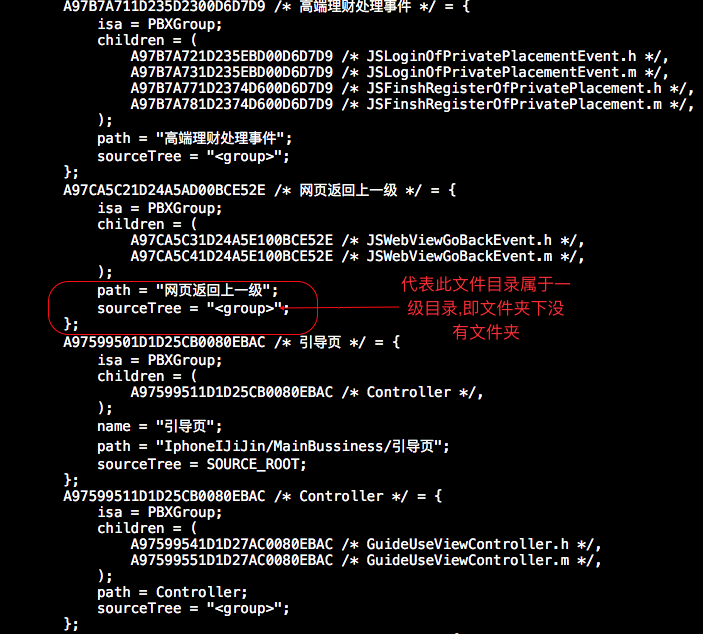 A97B7A711D235D2300D6D7D9 /* 高端理财处理事件 */ = {
isa = PBXGroup;
children = (
A97B7A721D235EBD00D6D7D9 /* JSLoginOfPrivatePlacementEvent.h */,
A97B7A731D235EBD00D6D7D9 /* JSLoginOfPrivatePlacementEvent.m */,
A97B7A771D2374D600D6D7D9 /* JSFinshRegisterOfPrivatePlacement.h */,
A97B7A781D2374D600D6D7D9 /* JSFinshRegisterOfPrivatePlacement.m */,
);
path = "高端理财处理事件";
sourceTree = "<group>";
};
A97CA5C21D24A5AD00BCE52E /* 网页返回上一级 */ = {
isa = PBXGroup;
children = (
A97CA5C31D24A5E100BCE52E /* JSWebViewGoBackEvent.h */,
A97CA5C41D24A5E100BCE52E /* JSWebViewGoBackEvent.m */,
);
path = "网页返回上一级";
sourceTree = "<group>";
};
代表此文件目录属于一
级目录,即文件夹下没
有文件夹
A97599501D1D25CB0080EBAC /* 引导页 */ = {
isa = PBXGroup;
children = (
A97599511D1D25CB0080EBAC /* Controller */,
);
name = "引导页";
path = "IphoneIJiJin/MainBussiness/引导页";
sourceTree = SOURCE_ROOT;
};
A97599511D1D25CB0080EBAC /* Controller */ = {
isa = PBXGroup;
children = (
A97599541D1D27AC0080EBAC /* GuideUseViewController.h */,
A97599551D1D27AC0080EBAC /* GuideUseViewController.m */,
);
path = Controller;
sourceTree = "<group>";
};